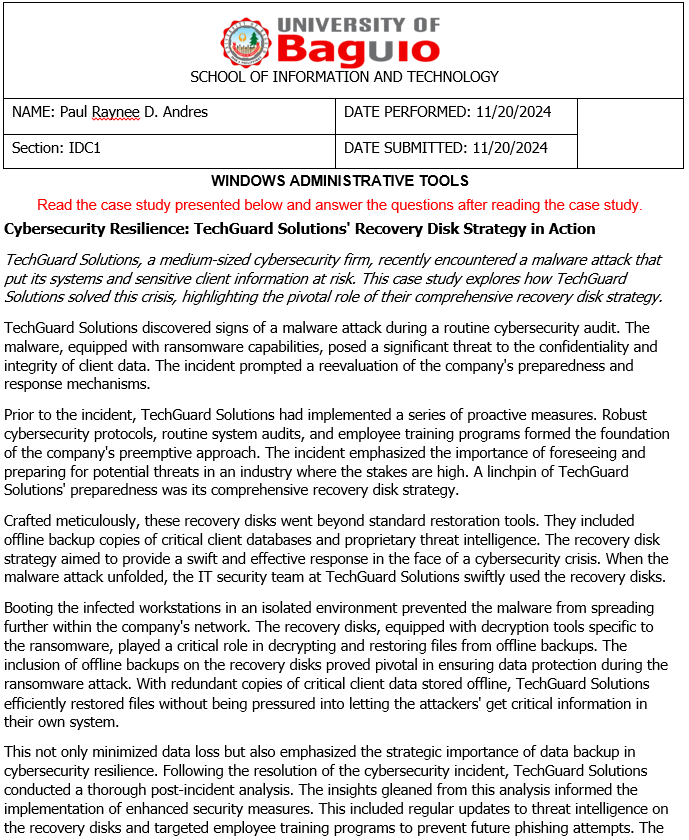 UNIVERSITY OF
Baguio
SCHOOL OF INFORMATION AND TECHNOLOGY
NAME: Paul Raynee D. Andres
DATE PERFORMED: 11/20/2024
Section: IDC1
DATE SUBMITTED: 11/20/2024
WINDOWS ADMINISTRATIVE TOOLS
Read the case study presented below and answer the questions after reading the case study.
Cybersecurity Resilience: TechGuard Solutions' Recovery Disk Strategy in Action
TechGuard Solutions, a medium-sized cybersecurity firm, recently encountered a malware attack that
put its systems and sensitive client information at risk. This case study explores how TechGuard
Solutions solved this crisis, highlighting the pivotal role of their comprehensive recovery disk strategy.
TechGuard Solutions discovered signs of a malware attack during a routine cybersecurity audit. The
malware, equipped with ransomware capabilities, posed a significant threat to the confidentiality and
integrity of client data. The incident prompted a reevaluation of the company's preparedness and
response mechanisms.
Prior to the incident, TechGuard Solutions had implemented a series of proactive measures. Robust
cybersecurity protocols, routine system audits, and employee training programs formed the foundation
of the company's preemptive approach. The incident emphasized the importance of foreseeing and
preparing for potential threats in an industry where the stakes are high. A linchpin of TechGuard
Solutions' preparedness was its comprehensive recovery disk strategy.
Crafted meticulously, these recovery disks went beyond standard restoration tools. They included
offline backup copies of critical client databases and proprietary threat intelligence. The recovery disk
strategy aimed to provide a swift and effective response in the face of a cybersecurity crisis. When the
malware attack unfolded, the IT security team at TechGuard Solutions swiftly used the recovery disks.
Booting the infected workstations in an isolated environment prevented the malware from spreading
further within the company's network. The recovery disks, equipped with decryption tools specific to
the ransomware, played a critical role in decrypting and restoring files from offline backups. The
inclusion of offline backups on the recovery disks proved pivotal in ensuring data protection during the
ransomware attack. With redundant copies of critical client data stored offline, TechGuard Solutions
efficiently restored files without being pressured into letting the attackers' get critical information in
their own system.
This not only minimized data loss but also emphasized the strategic importance of data backup in
cybersecurity resilience. Following the resolution of the cybersecurity incident, TechGuard Solutions
conducted a thorough post-incident analysis. The insights gleaned from this analysis informed the
implementation of enhanced security measures. This included regular updates to threat intelligence on
the recovery disks and targeted employee training programs to prevent future phishing attempts. The